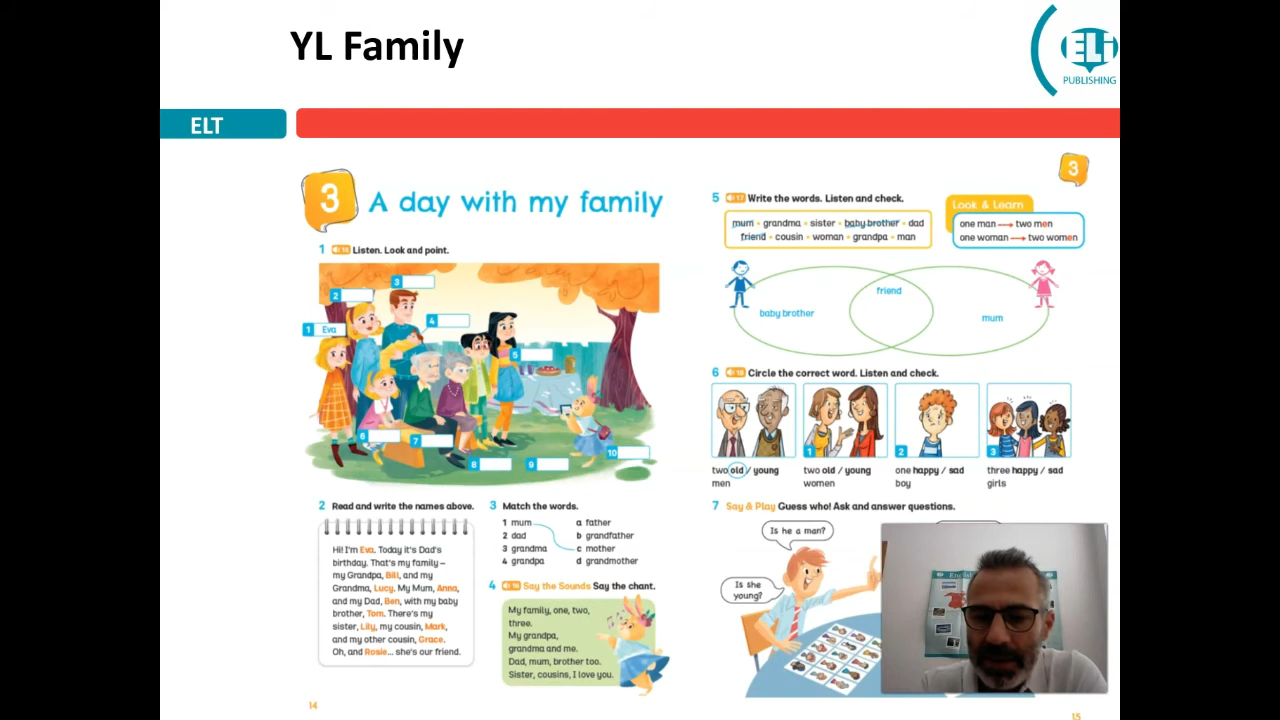 YL Family
ELi
PUBLISHING
ELT
3
A day with my family
1 16 Listen. Look and point.
2
3
1 Eva
4
5
6
7
8
9
10
2 Read and write the names above.
Hi! I'm Eva. Today it's Dad's
birthday. That's my family –
my Grandpa, Bill, and my
Grandma, Lucy. My Mum, Anna,
and my Dad, Ben, with my baby
brother, Tom. There's my
sister, Lily, my cousin, Mark,
and my other cousin, Grace.
Oh, and Rosie... she's our friend.
3 Match the words.
1 mum a father
2 dad b grandfather
3 grandma c mother
4 grandpa d grandmother
4 Say the Sounds Say the chant.
My family, one, two,
three.
My grandpa,
grandma and me.
Dad, mum, brother too.
Sister, cousins, I love you.
14
3
5 17 Write the words. Listen and check.
mum • grandma • sister • baby brother • dad
friend • cousin • woman • grandpa • man
Look & Learn
one man → two men
one woman → two women
baby brother
friend
mum
6 18 Circle the correct word. Listen and check.
1
2
3
two old / young
men
two old / young
women
one happy / sad
boy
three happy / sad
girls
7 Say & Play Guess who! Ask and answer questions.
Is he a man?
Is she
young?
15